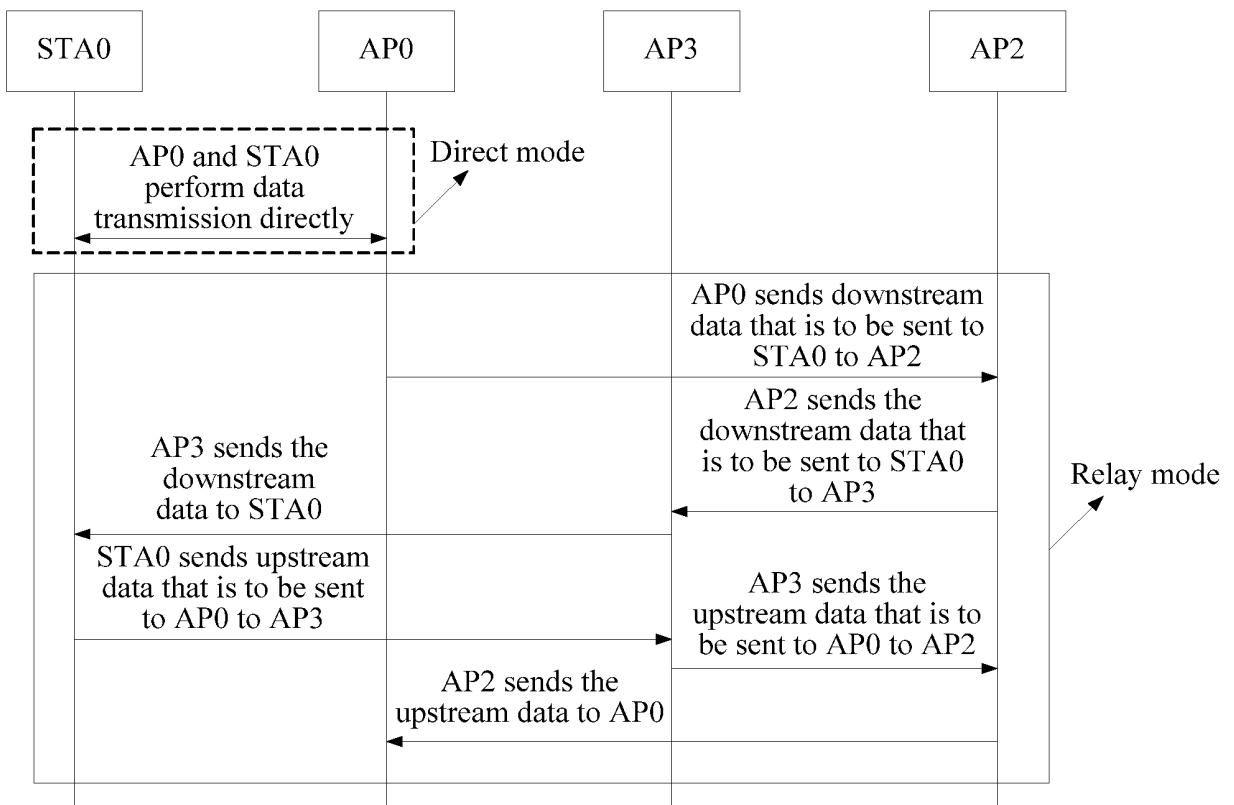 STA0
AP0
AP3
AP2
AP0 and STA0
perform data
transmission directly
Direct mode
AP0 sends downstream
data that is to be sent to
STA0 to AP2
AP2 sends the
downstream data that
is to be sent to STA0
to AP3
AP3 sends the
downstream
data to STA0
Relay mode
STA0 sends upstream
data that is to be sent
to AP0 to AP3
AP3 sends the
upstream data that is to
be sent to AP0 to AP2
AP2 sends the
upstream data to AP0